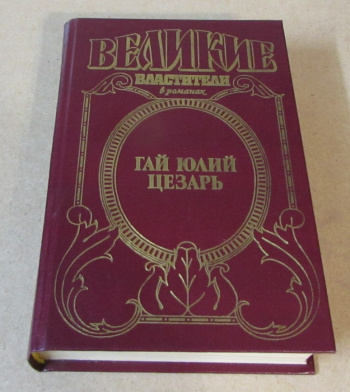 ВЕЛИКИЕ
ВЛАСТИТЕЛИ
в романах
ГАЙ ЮЛИЙ
ЦЕЗАРЬ